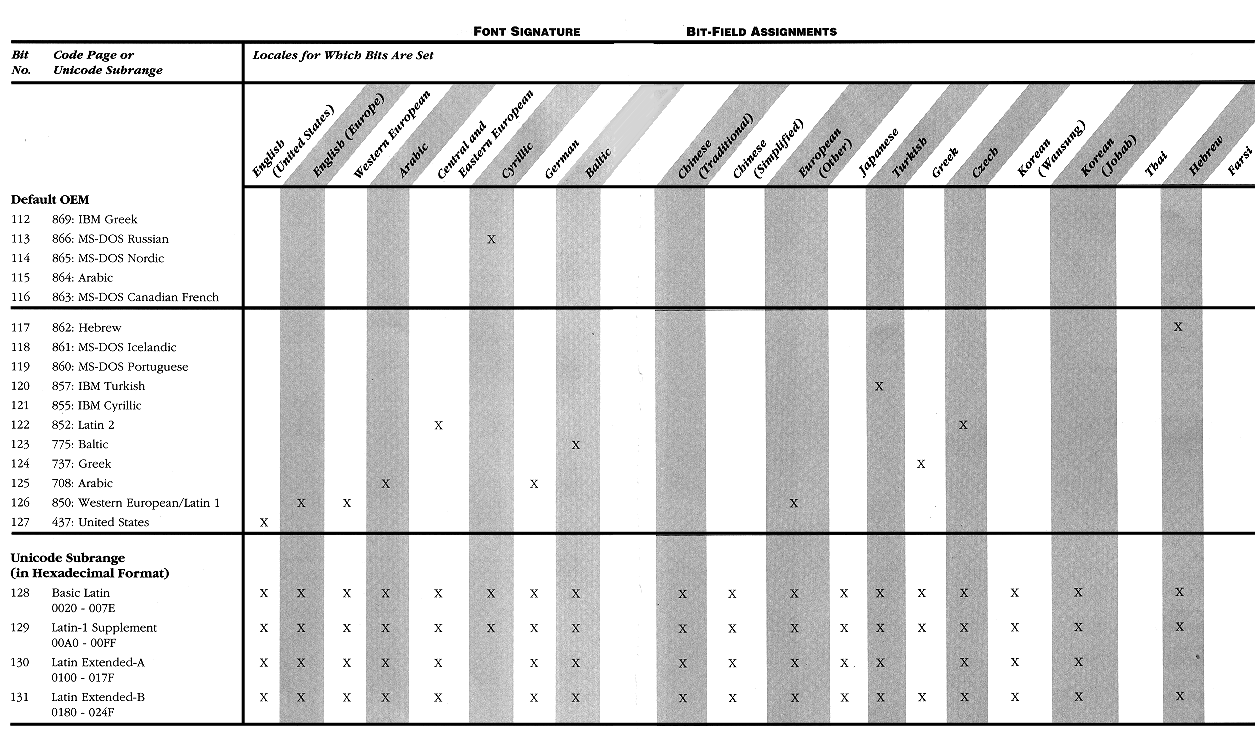 FONT SIGNATURE BIT-FIELD ASSIGNMENTS
Bit Code Page or Locales for Which Bits Are Set
No. Unicode Subrange
English
(United States)
English (Europe)
Western European
Arabic
Central and
Eastern European
Cyrillic
German
Baltic
Chinese
(Traditional)
Chinese
(Simplified)
European
(Other)
Japanese
Turkish
Greek
Czech
Korean
(Wansung)
Korean
(Johab)
Thai
Hebrew
Farsi
Default OEM
112 869: IBM Greek
113 866: MS-DOS Russian X
114 865: MS-DOS Nordic
115 864: Arabic
116 863: MS-DOS Canadian French
117 862: Hebrew X
118 861: MS-DOS Icelandic
119 860: MS-DOS Portuguese
120 857: IBM Turkish X
121 855: IBM Cyrillic
122 852: Latin 2 X X
123 775: Baltic X
124 737: Greek X
125 708: Arabic X X
126 850: Western European/Latin 1 X X X
127 437: United States X
Unicode Subrange
(in Hexadecimal Format)
128 Basic Latin X X X X X X X X X X X X X X X X X X
0020 - 007E
129 Latin-1 Supplement X X X X X X X X X X X X X X X X X X
00A0 - 00FF
130 Latin Extended-A X X X X X X X X X X X X X X X
0100 - 017F
131 Latin Extended-B X X X X X X X X X X X X X X X X X
0180 - 024F